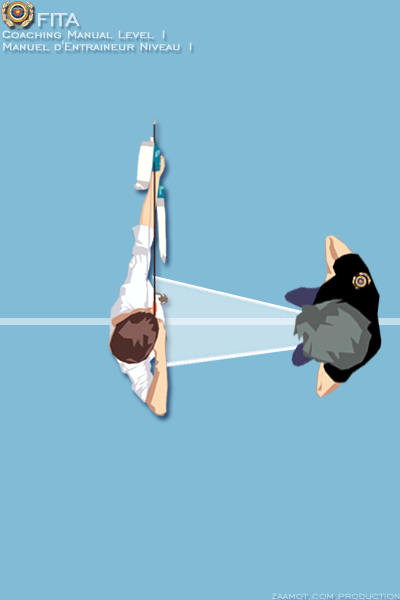 FITA
Coaching Manual Level 1
Manuel d'Entraineur Niveau 1
ZAAMOT.COM PRODUCTION